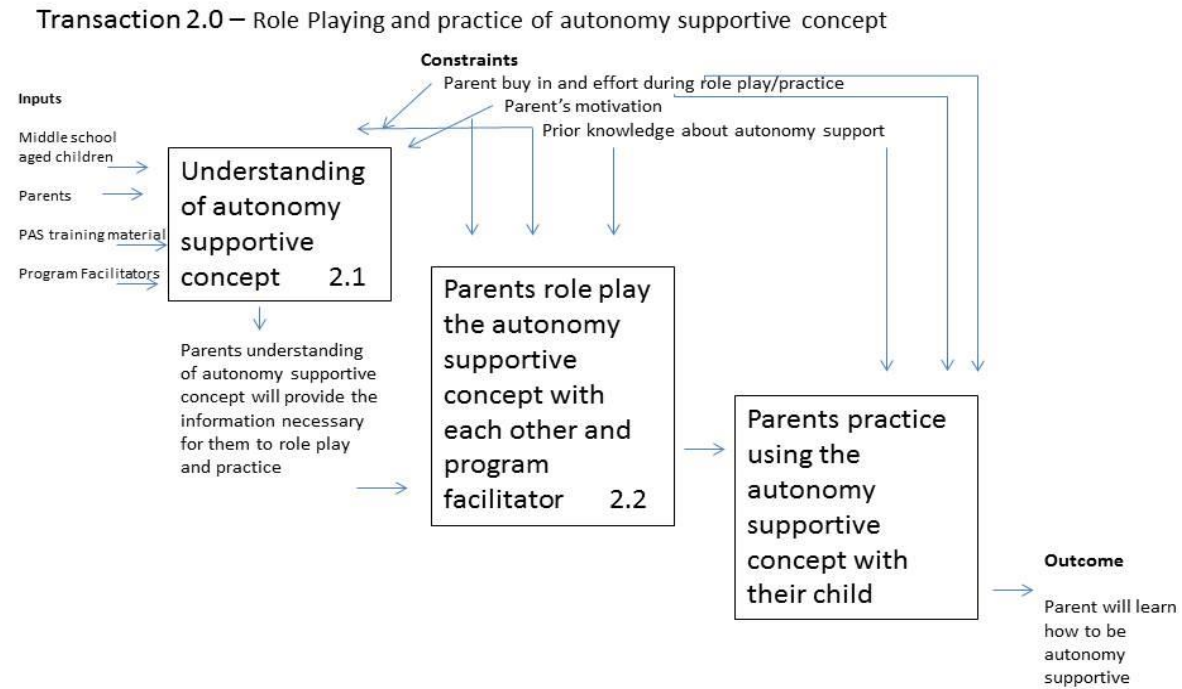 Transaction 2.0 – Role Playing and practice of autonomy supportive concept
Constraints
Parent buy in and effort during role play/practice
Parent's motivation
Prior knowledge about autonomy support
Inputs
Middle school
aged children
Parents
PAS training material
Program Facilitators
Understanding
of autonomy
supportive
concept 2.1
Parents understanding
of autonomy supportive
concept will provide the
information necessary
for them to role play
and practice
Parents role play
the autonomy
supportive
concept with
each other and
program
facilitator 2.2
Parents practice
using the
autonomy
supportive
concept with
their child
Outcome
Parent will learn
how to be
autonomy
supportive